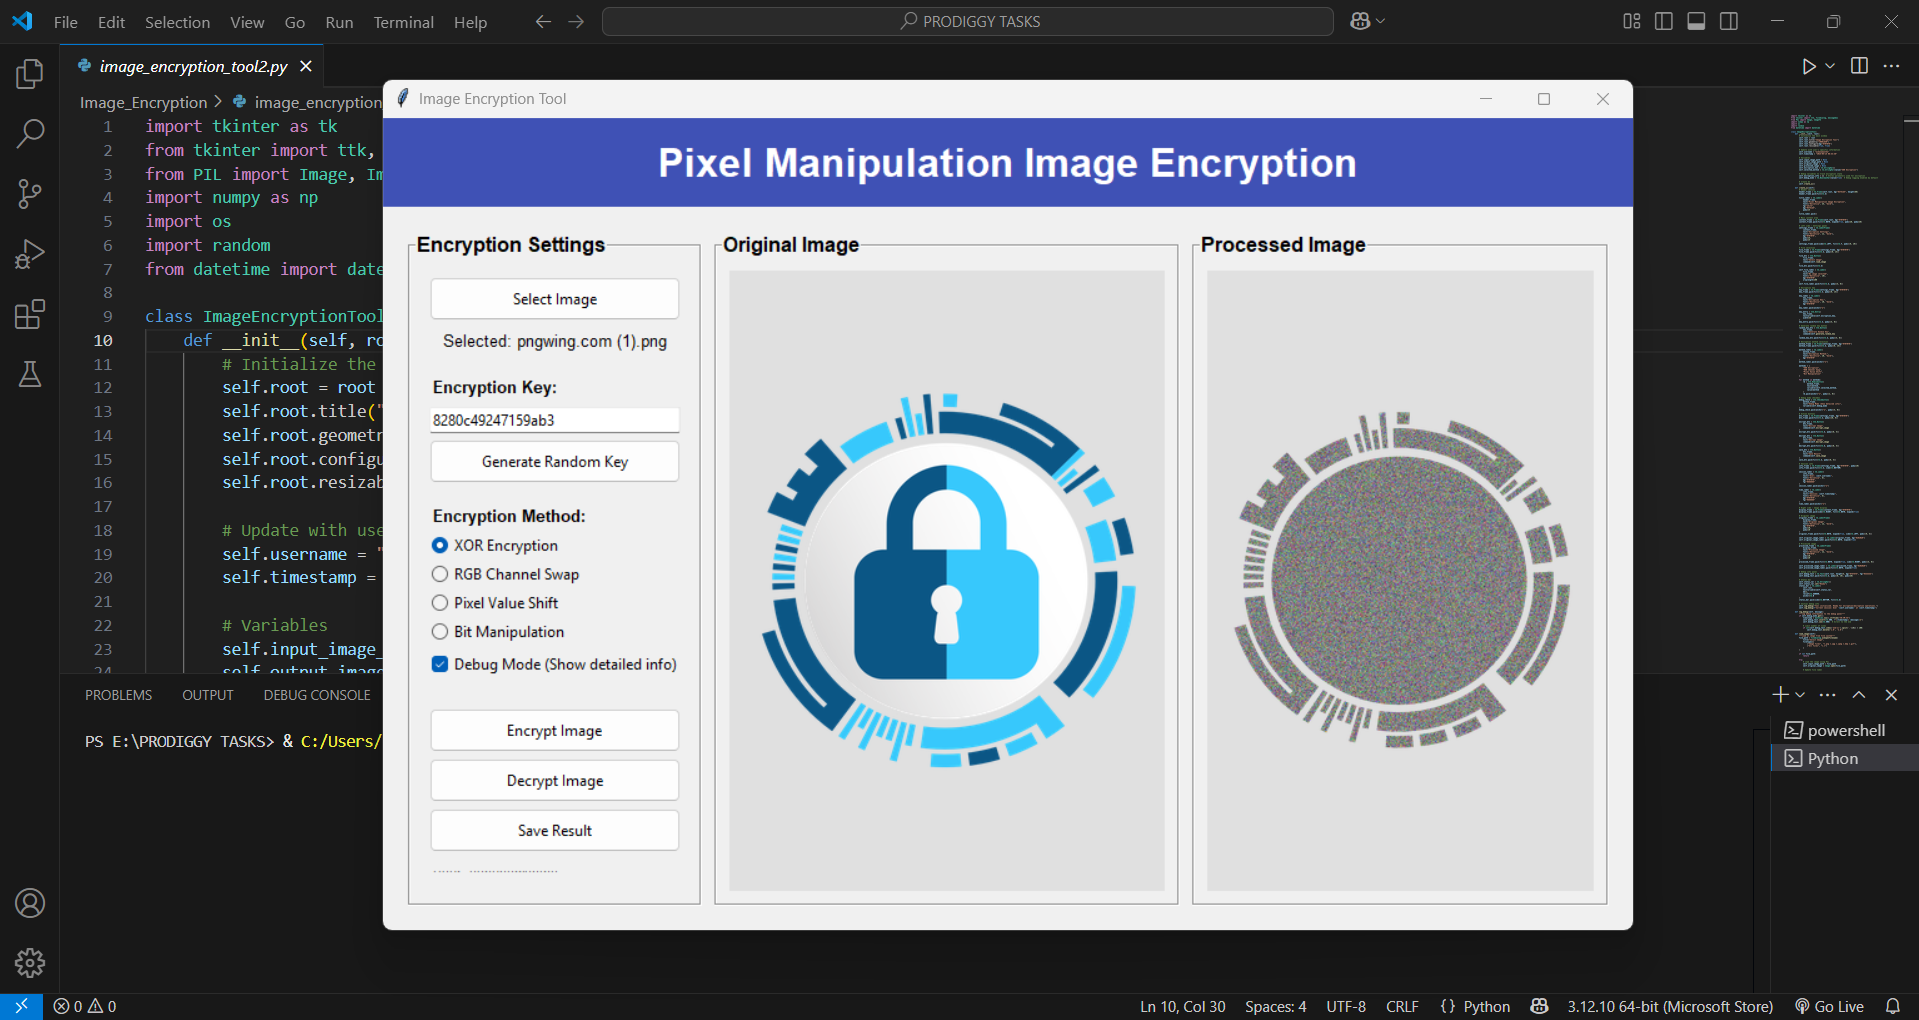 File Edit Selection View Go Run Terminal Help
PRODIGGY TASKS
image_encryption_tool2.py
Image_Encryption > image_encryption
1 import tkinter as tk
2 from tkinter import ttk,
3 from PIL import Image, Im
4 import numpy as np
5 import os
6 import random
7 from datetime import date
8
9 class ImageEncryptionTool
10 def __init__(self, ro
11 # Initialize the
12 self.root = root
13 self.root.title("
14 self.root.geometr
15 self.root.configu
16 self.root.resizab
17
18 # Update with use
19 self.username = "
20 self.timestamp =
21
22 # Variables
23 self.input_image_
24 self.output_image
Image Encryption Tool
Pixel Manipulation Image Encryption
Encryption Settings
Select Image
Selected: pngwing.com (1).png
Encryption Key:
8280c49247159ab3
Generate Random Key
Encryption Method:
XOR Encryption
RGB Channel Swap
Pixel Value Shift
Bit Manipulation
Debug Mode (Show detailed info)
Encrypt Image
Decrypt Image
Save Result
Original Image
Processed Image
PROBLEMS OUTPUT DEBUG CONSOLE
PS E:\PRODIGGY TASKS> & C:/Users/
powershell
Python
0 0
Ln 10, Col 30 Spaces: 4 UTF-8 CRLF {} Python 3.12.10 64-bit (Microsoft Store) Go Live